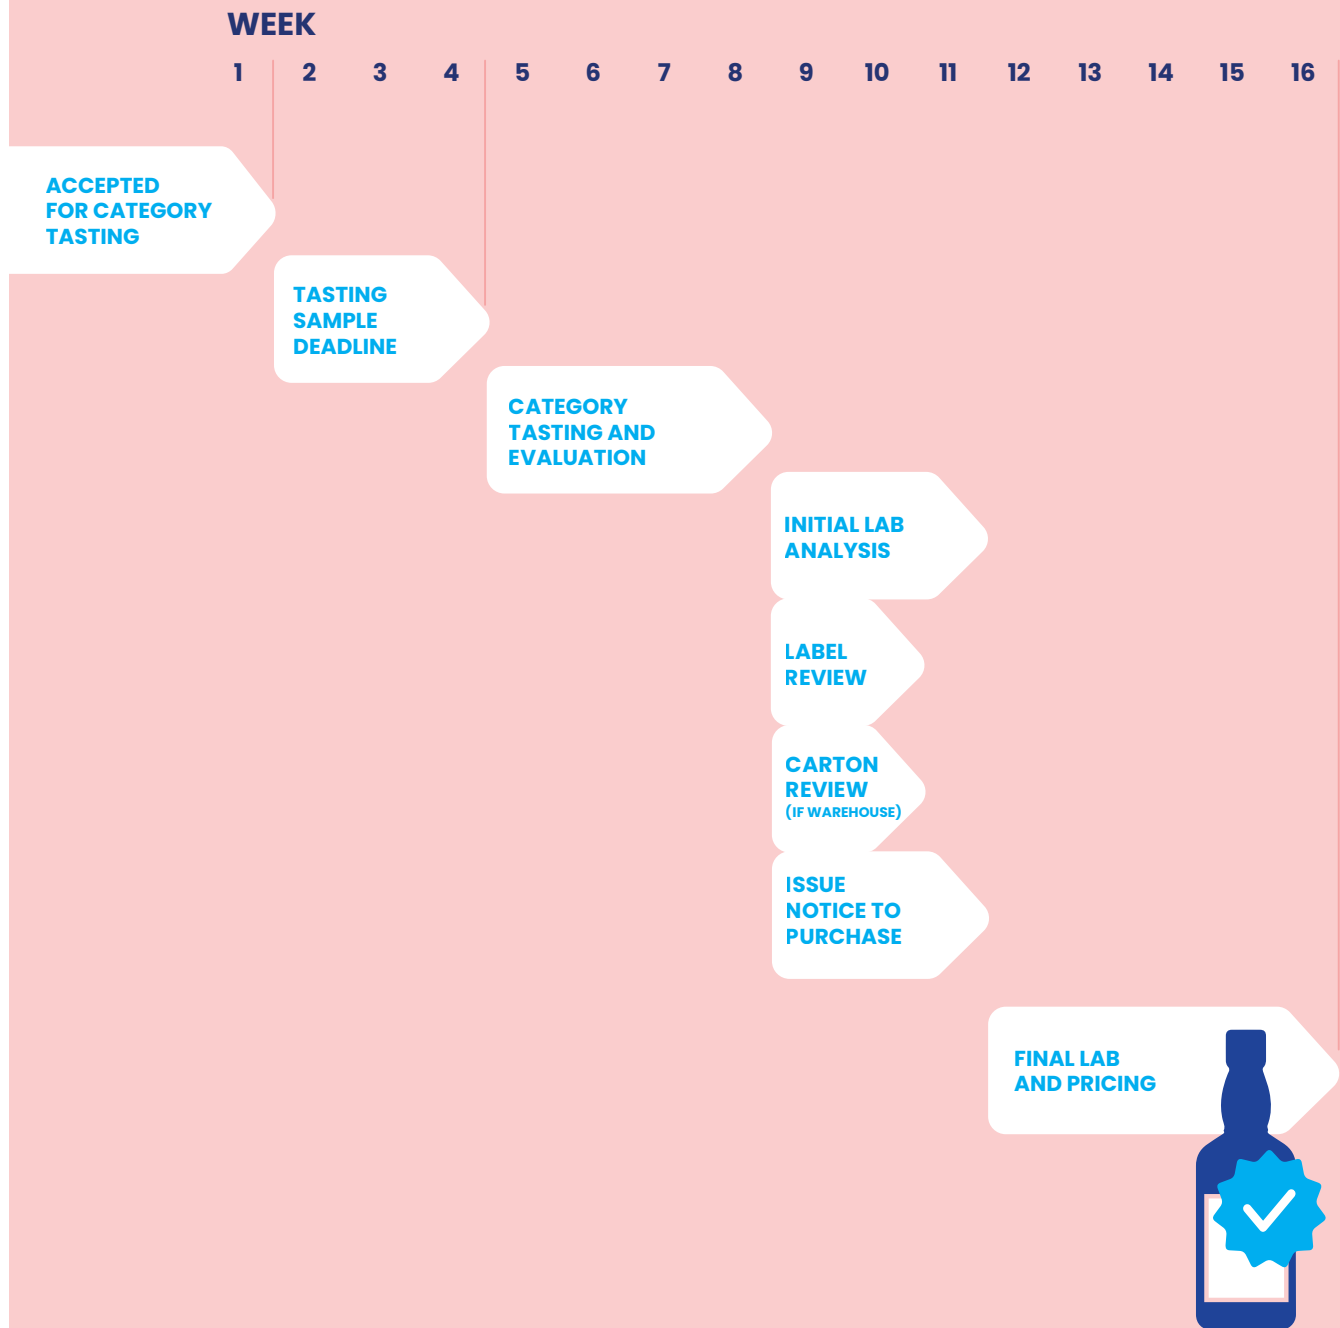 WEEK
1 2 3 4 5 6 7 8 9 10 11 12 13 14 15 16
ACCEPTED
FOR CATEGORY
TASTING
TASTING
SAMPLE
DEADLINE
CATEGORY
TASTING AND
EVALUATION
INITIAL LAB
ANALYSIS
LABEL
REVIEW
CARTON
REVIEW
(IF WAREHOUSE)
ISSUE
NOTICE TO
PURCHASE
FINAL LAB
AND PRICING